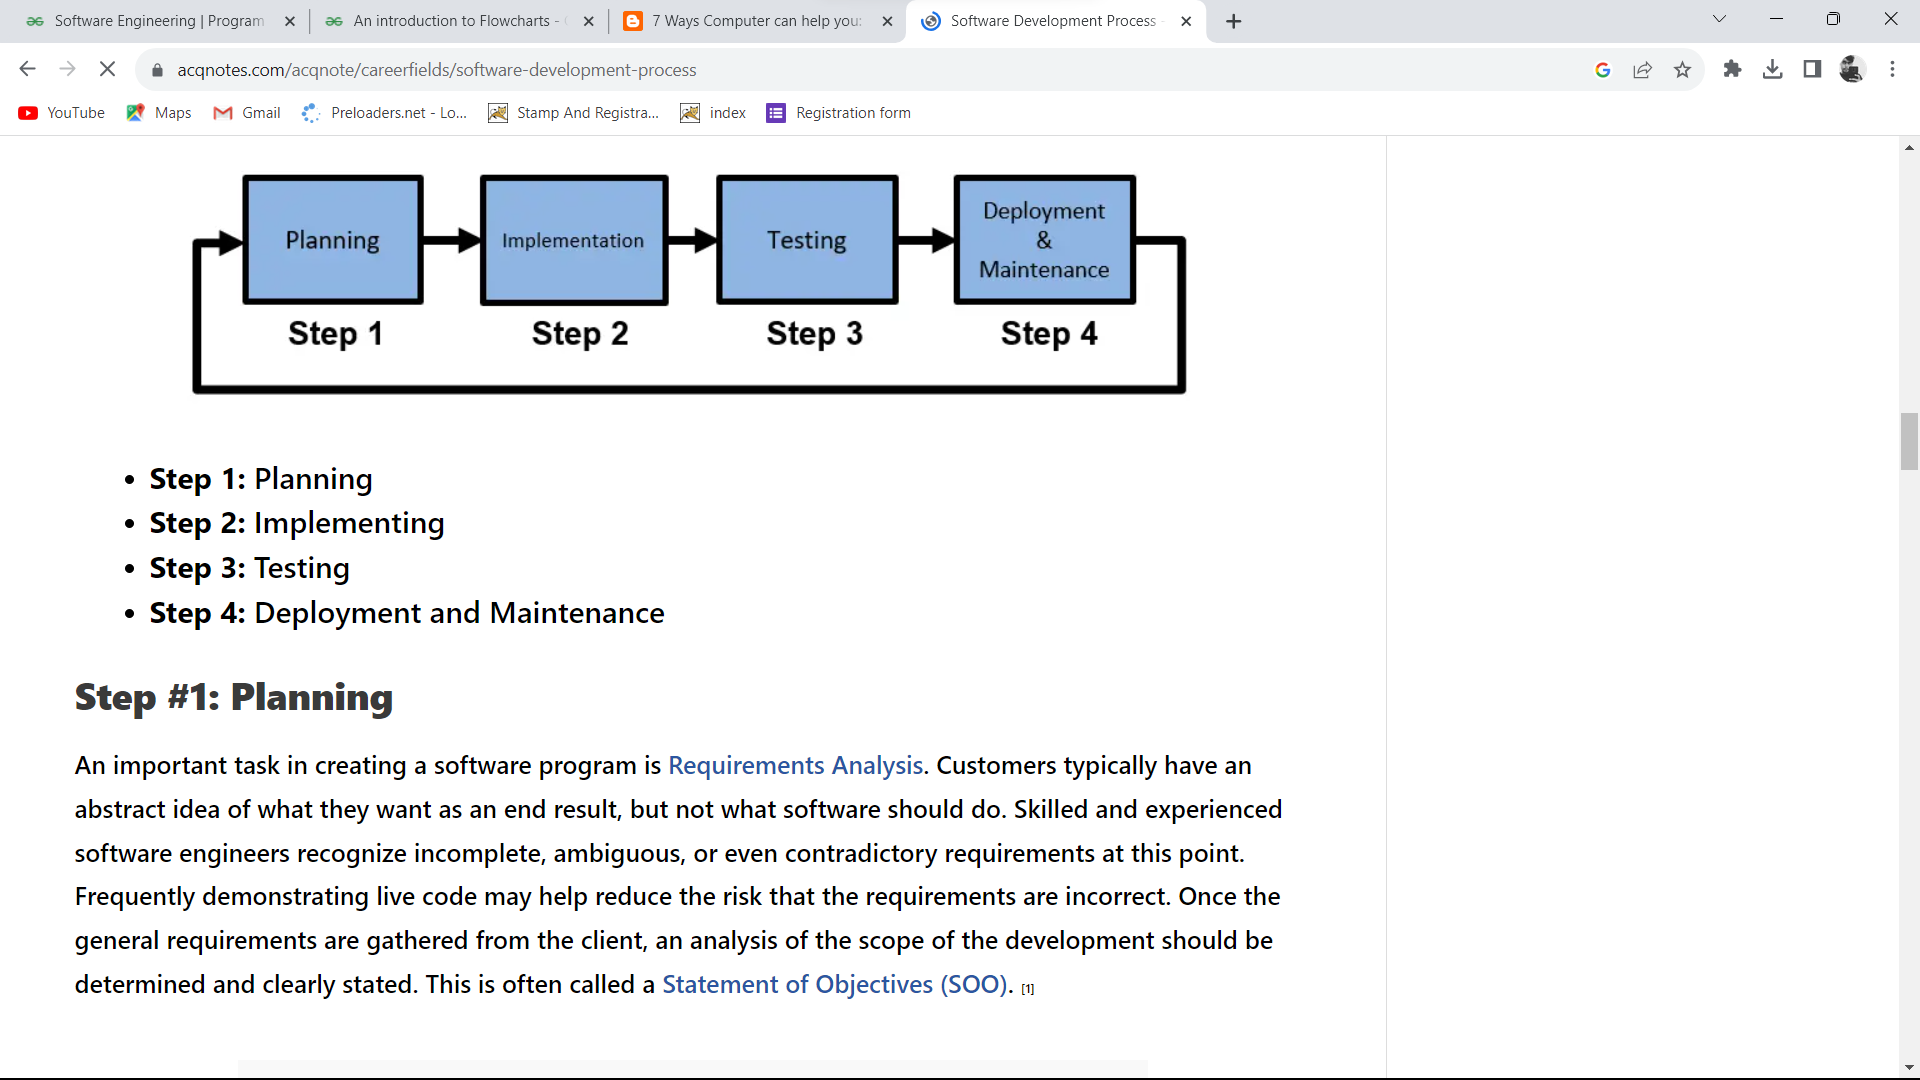 Software Engineering | Program
An introduction to Flowcharts -
7 Ways Computer can help you:
Software Development Process
acqnotes.com/acqnote/careerfields/software-development-process
YouTube
Maps
Gmail
Preloaders.net - Lo...
Stamp And Registra...
index
Registration form
Planning
Implementation
Testing
Deployment
&
Maintenance
Step 1
Step 2
Step 3
Step 4
• Step 1: Planning
• Step 2: Implementing
• Step 3: Testing
• Step 4: Deployment and Maintenance
Step #1: Planning
An important task in creating a software program is Requirements Analysis. Customers typically have an
abstract idea of what they want as an end result, but not what software should do. Skilled and experienced
software engineers recognize incomplete, ambiguous, or even contradictory requirements at this point.
Frequently demonstrating live code may help reduce the risk that the requirements are incorrect. Once the
general requirements are gathered from the client, an analysis of the scope of the development should be
determined and clearly stated. This is often called a Statement of Objectives (SOO). [1]